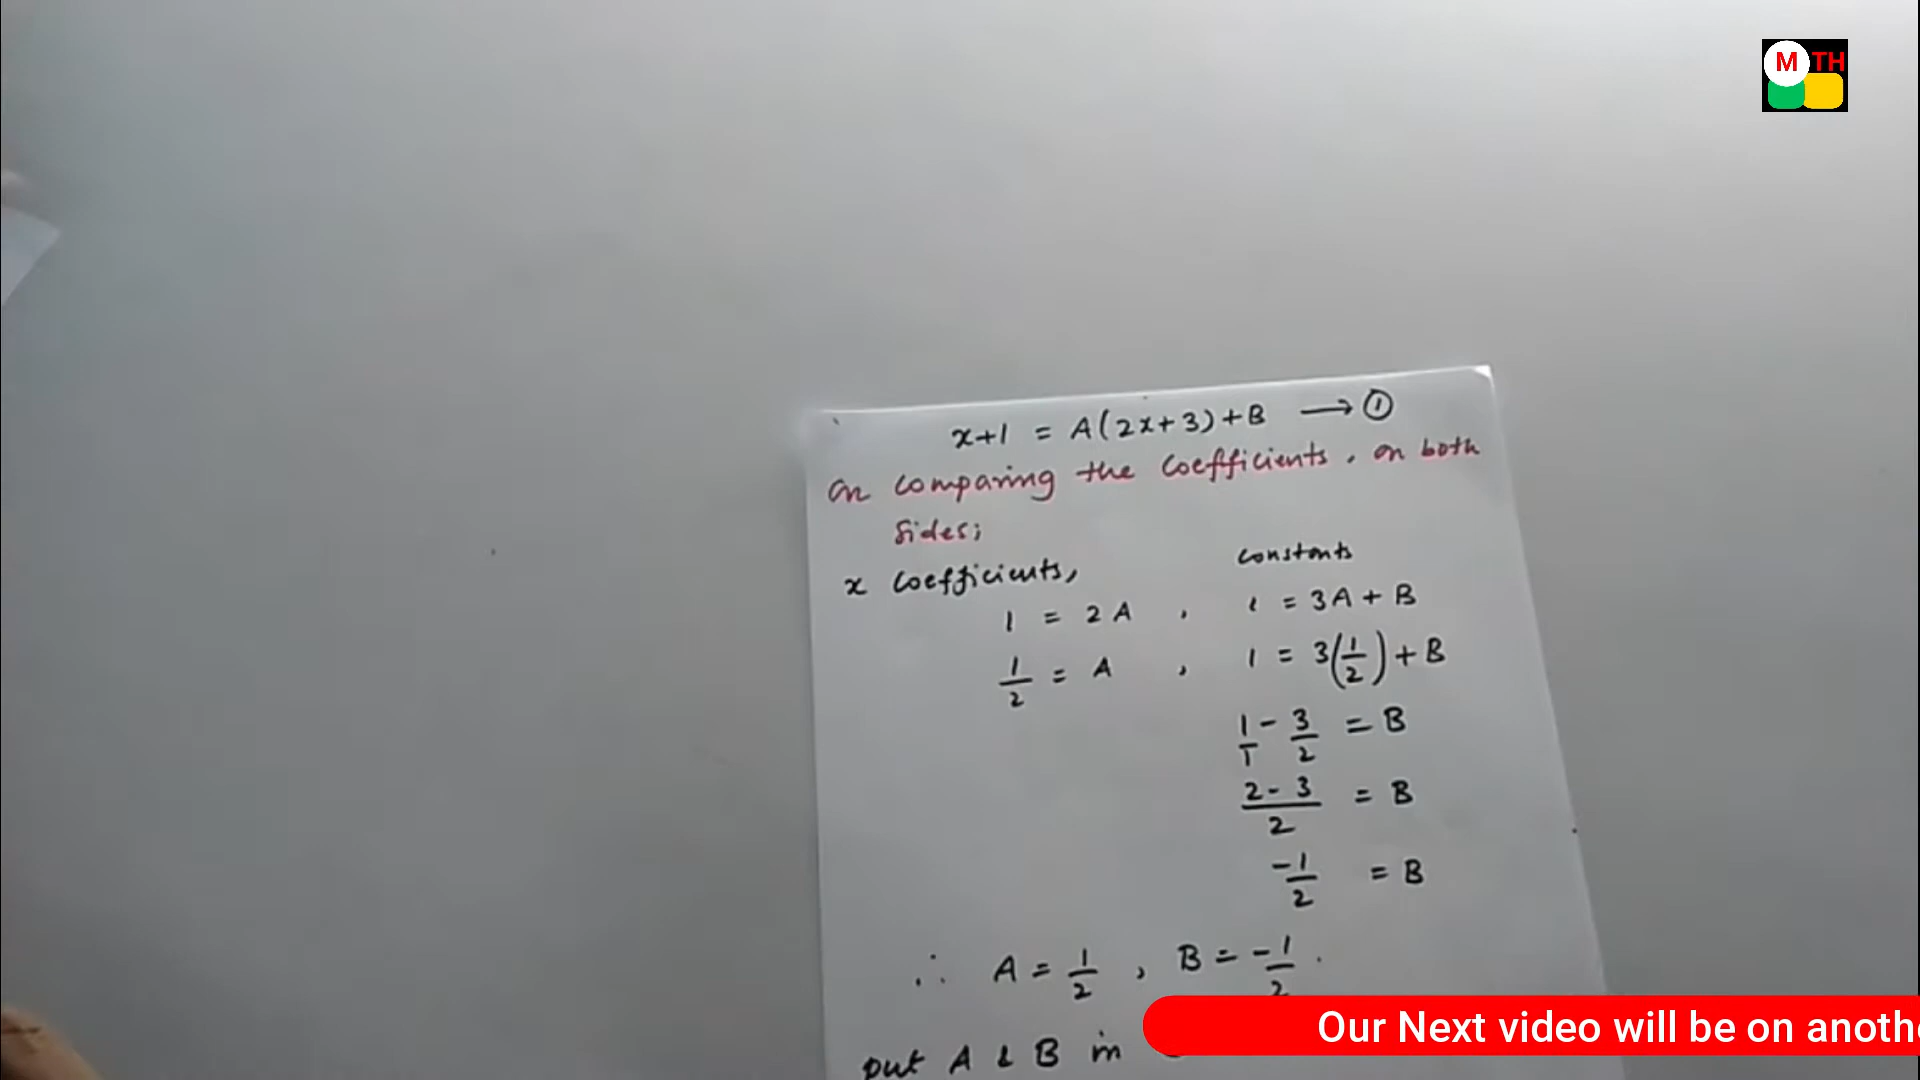 M TH
x+1 = A(2x+3)+B → ①
On comparing the Coefficients, on both
sides;
x coefficients, constants
1 = 2A , 1 = 3A + B
1/2 = A , 1 = 3(1/2) + B
1/1 - 3/2 = B
2-3/2 = B
-1/2 = B
∴ A = 1/2 , B = -1/2 .
put A & B in
Our Next video will be on anoth